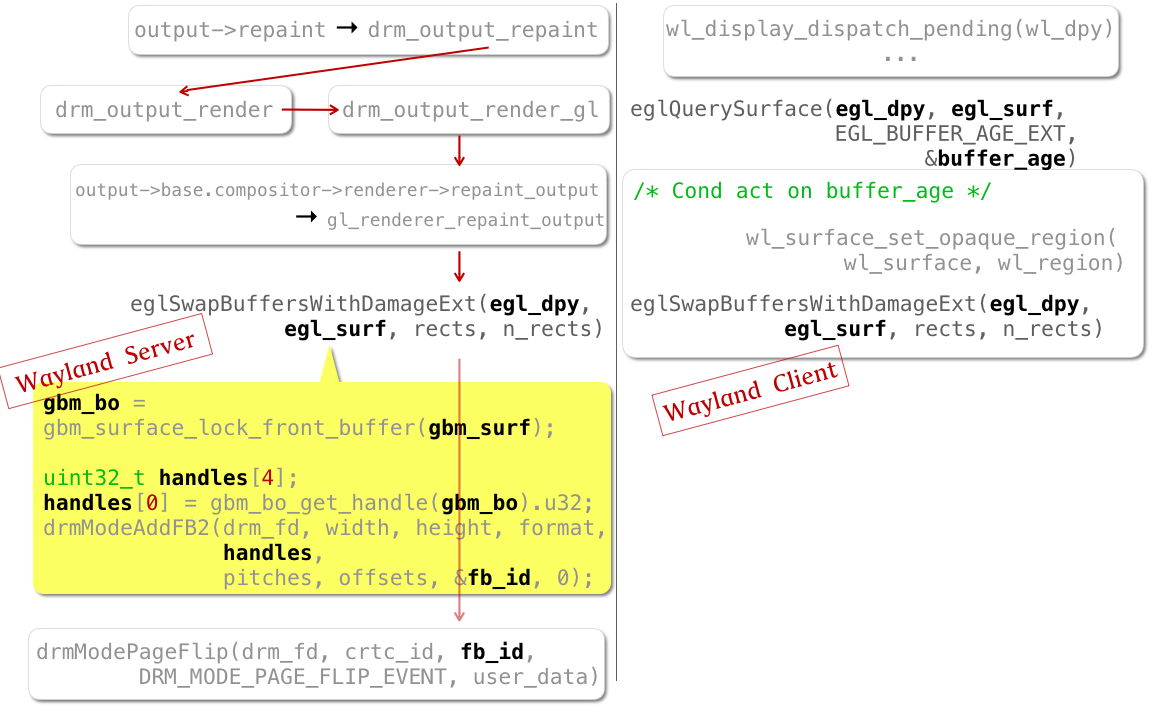 output->repaint → drm_output_repaint
drm_output_render
drm_output_render_gl
output->base.compositor->renderer->repaint_output
→ gl_renderer_repaint_output
eglSwapBuffersWithDamageExt(egl_dpy,
egl_surf, rects, n_rects)
Wayland Server
gbm_bo =
gbm_surface_lock_front_buffer(gbm_surf);
uint32_t handles[4];
handles[0] = gbm_bo_get_handle(gbm_bo).u32;
drmModeAddFB2(drm_fd, width, height, format,
handles,
pitches, offsets, &fb_id, 0);
drmModePageFlip(drm_fd, crtc_id, fb_id,
DRM_MODE_PAGE_FLIP_EVENT, user_data)
wl_display_dispatch_pending(wl_dpy)
...
eglQuerySurface(egl_dpy, egl_surf,
EGL_BUFFER_AGE_EXT,
&buffer_age)
/* Cond act on buffer_age */
wl_surface_set_opaque_region(
wl_surface, wl_region)
eglSwapBuffersWithDamageExt(egl_dpy,
egl_surf, rects, n_rects)
Wayland Client